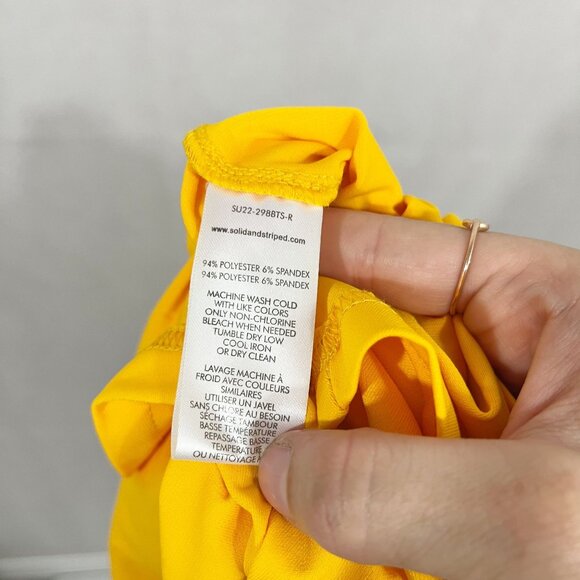 SU22-298BTS-R
www.solidandstriped.com
94% POLYESTER 6% SPANDEX
94% POLYESTER 6% SPANDEX
MACHINE WASH COLD
WITH LIKE COLORS
ONLY NON-CHLORINE
BLEACH WHEN NEEDED
TUMBLE DRY LOW
COOL IRON
OR DRY CLEAN
LAVAGE MACHINE À
FROID AVEC COULEURS
SIMILAIRES
UTILISER UN JAVEL
SANS CHLORE AU BESOIN
SÉCHAGE TAMBOUR
BASSE TEMPÉRATURE
REPASSAGE BASSE
OU NETTOYAGE